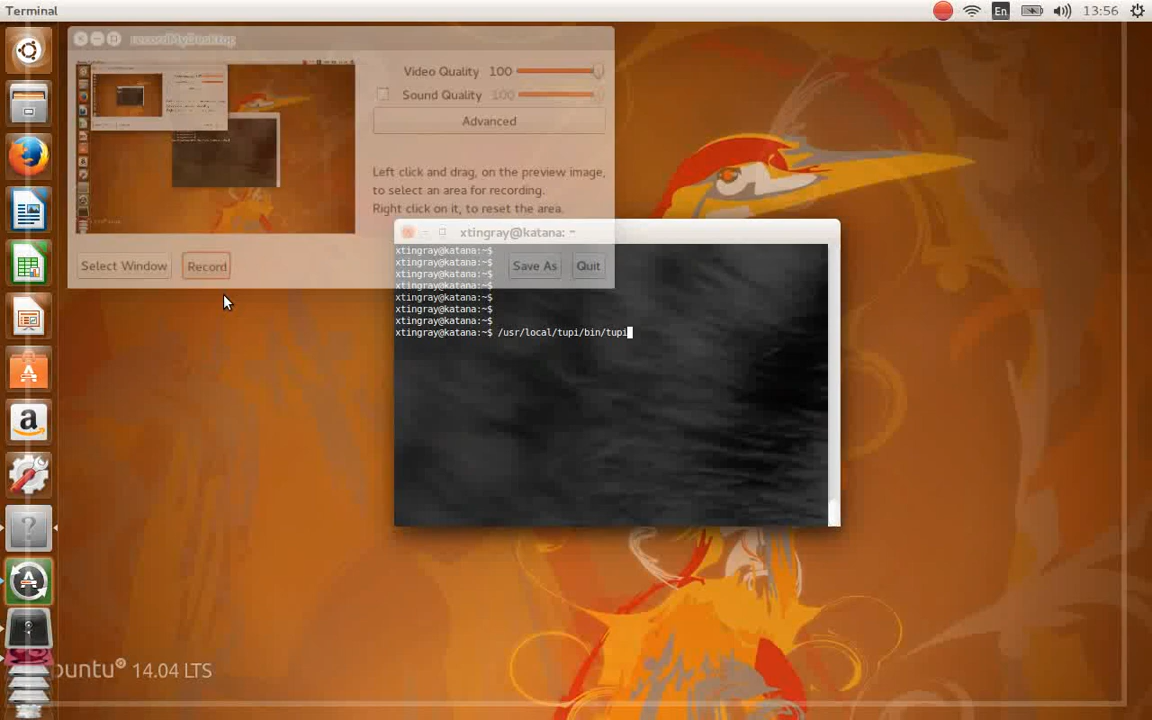 Terminal
En
13:56
recordMyDesktop
Video Quality 100
Sound Quality 100
Advanced
Left click and drag, on the preview image,
to select an area for recording.
Right click on it, to reset the area.
Select Window
Record
Save As
Quit
xtingray@katana: ~
xtingray@katana:~$
xtingray@katana:~$
xtingray@katana:~$
xtingray@katana:~$
xtingray@katana:~$
xtingray@katana:~$
xtingray@katana:~$
xtingray@katana:~$ /usr/local/tupi/bin/tupi
a
buntu® 14.04 LTS